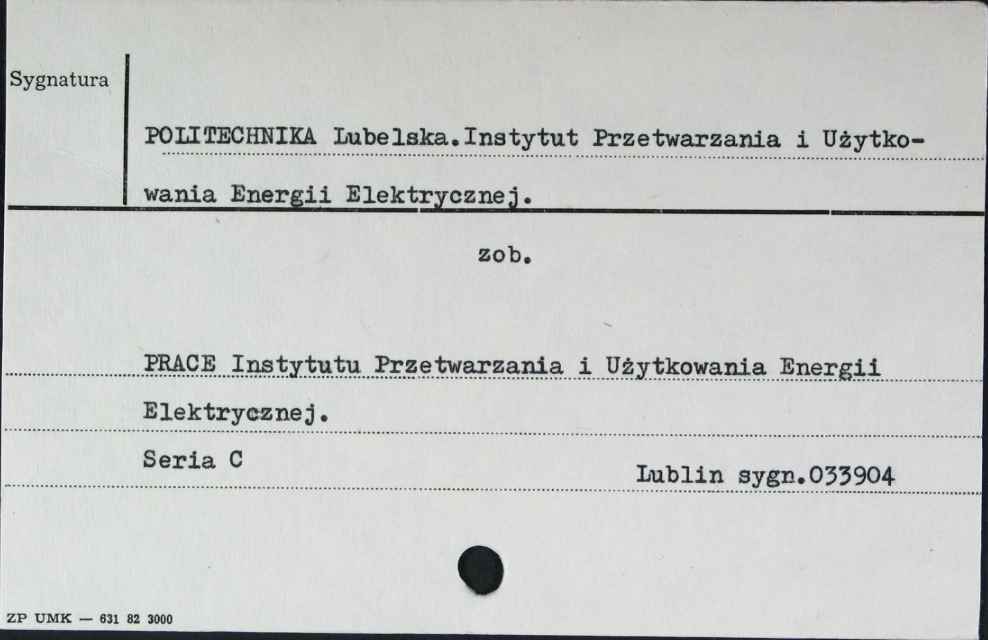 Sygnatura
POLITECHNIKA Lubelska.Instytut Przetwarzania i Użytko-
wania Energii Elektrycznej.
zob.
PRACE Instytutu Przetwarzania i Użytkowania Energii
Elektrycznej.
Seria C
Lublin sygn.033904
ZP UMK — 631 82 3000